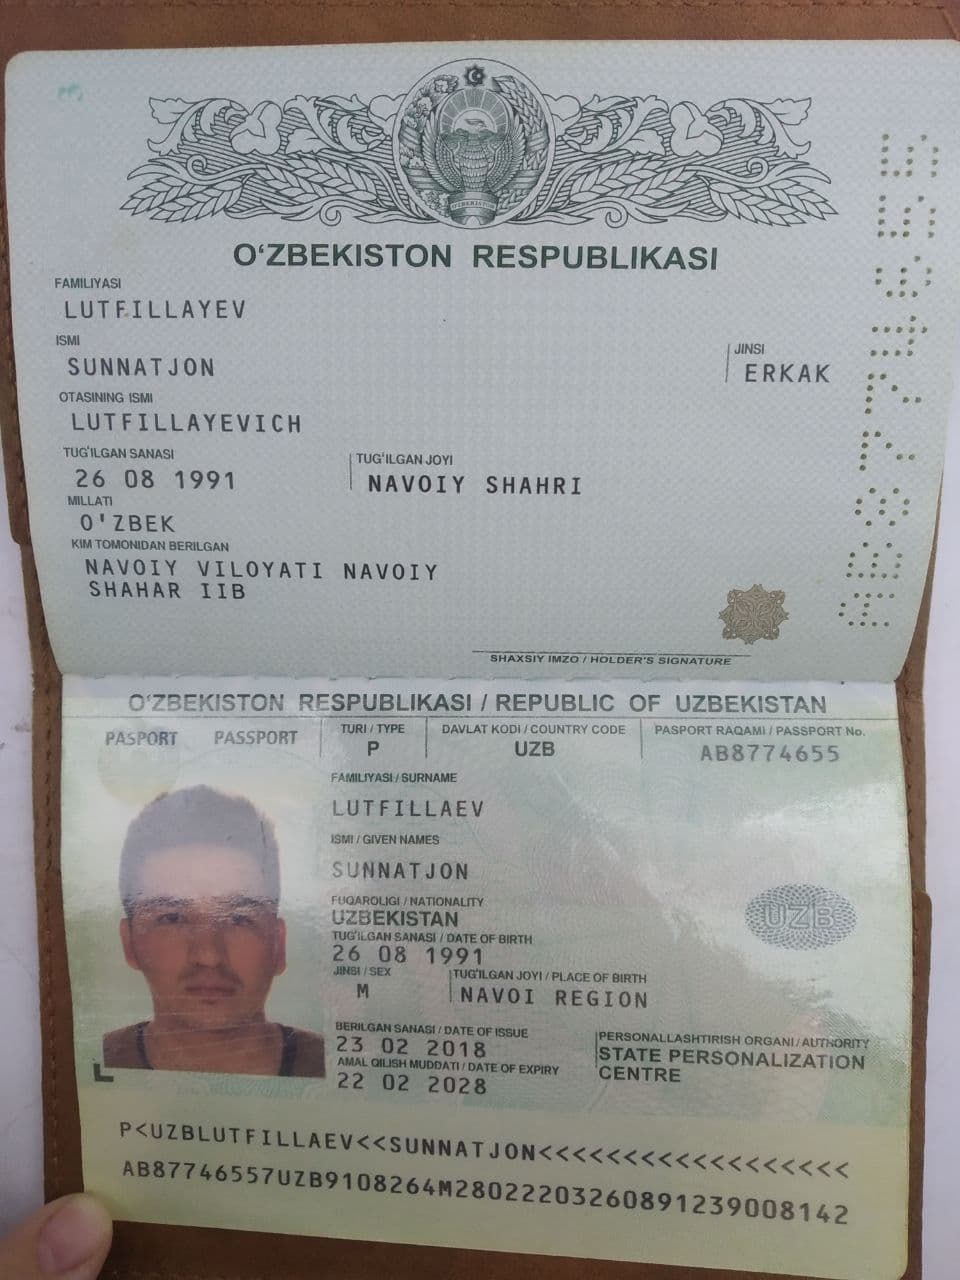 O'ZBEKISTON RESPUBLIKASI
FAMILIYASI
LUTFILLAYEV
ISMI
SUNNATJON
JINSI
ERKAK
OTASINING ISMI
LUTFILLAYEVICH
TUG'ILGAN SANASI
26 08 1991
TUG'ILGAN JOYI
NAVOIY SHAHRI
MILLATI
O'ZBEK
KIM TOMONIDAN BERILGAN
NAVOIY VILOYATI NAVOIY
SHAHAR IIB
SHAXSIY IMZO / HOLDER'S SIGNATURE
O'ZBEKISTON RESPUBLIKASI / REPUBLIC OF UZBEKISTAN
PASPORT PASSPORT
TURI / TYPE
P
DAVLAT KODI / COUNTRY CODE
UZB
PASPORT RAQAMI / PASSPORT No.
AB8774655
FAMILIYASI / SURNAME
LUTFILLAEV
ISMI / GIVEN NAMES
SUNNATJON
FUQAROLIGI / NATIONALITY
UZBEKISTAN
TUG'ILGAN SANASI / DATE OF BIRTH
26 08 1991
JINSI / SEX
M
TUG'ILGAN JOYI / PLACE OF BIRTH
NAVOI REGION
UZB
BERILGAN SANASI / DATE OF ISSUE
23 02 2018
AMAL QILISH MUDDATI / DATE OF EXPIRY
22 02 2028
PERSONALLASHTIRISH ORGANI / AUTHORITY
STATE PERSONALIZATION
CENTRE
P<UZBLUTFILLAEV<<SUNNATJON<<<<<<<<<<<<<<<<<<
AB87746557UZB9108264M28022203260891239008142